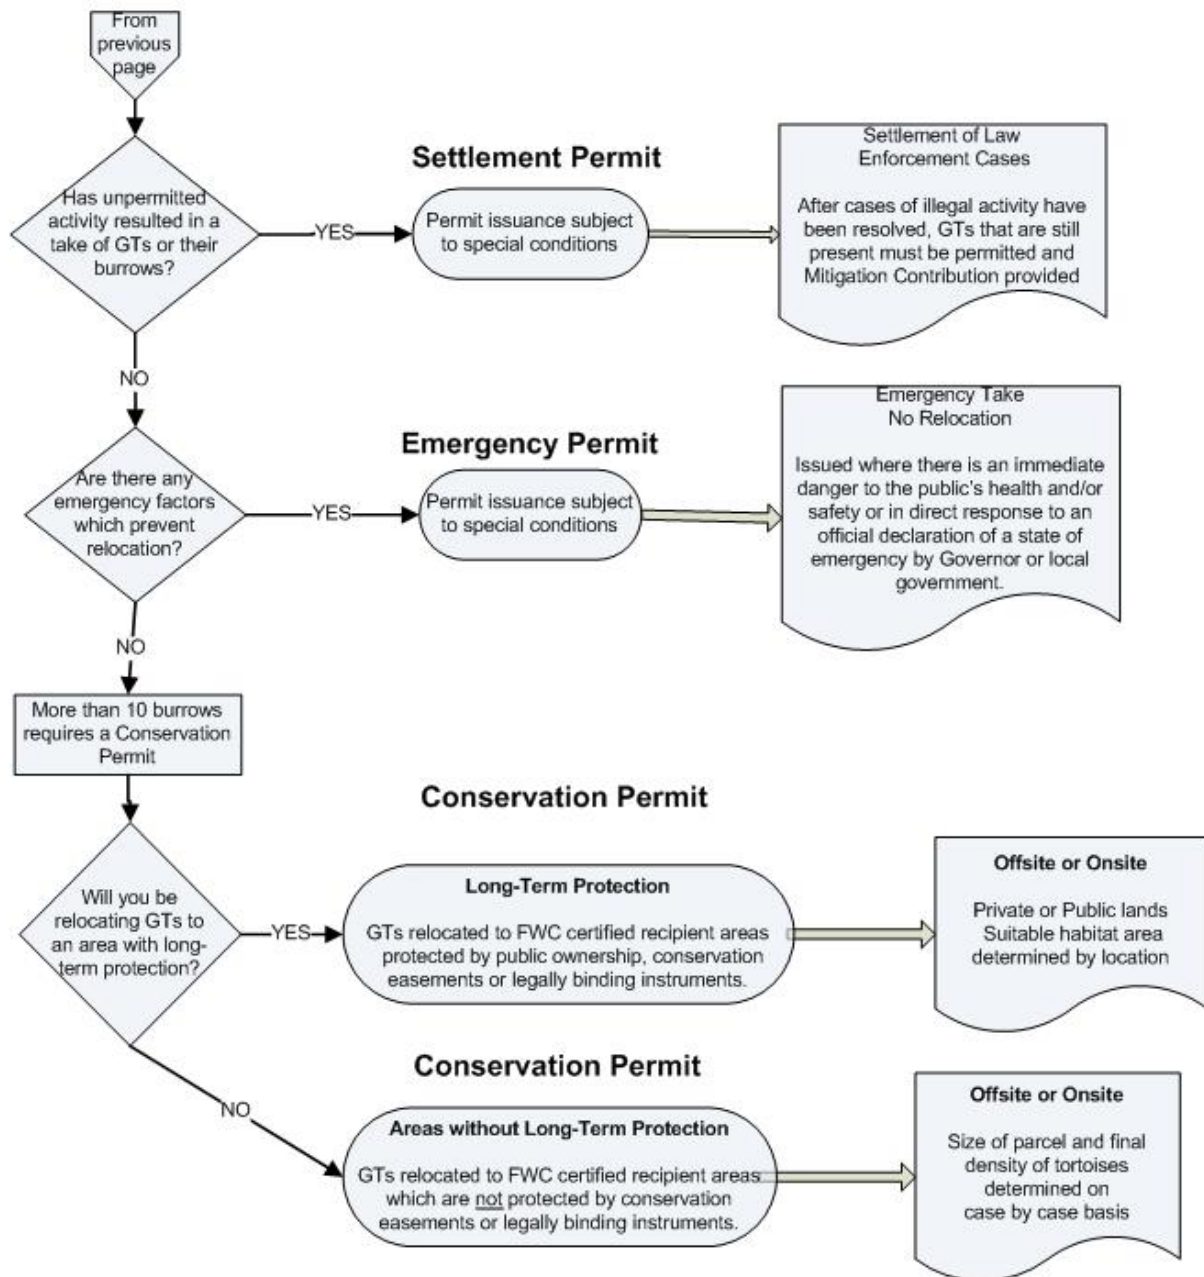 From
previous
page
Has unpermitted
activity resulted in a
take of GTs or their
burrows?
YES
Settlement Permit
Permit issuance subject
to special conditions
Settlement of Law
Enforcement Cases
After cases of illegal activity have
been resolved, GTs that are still
present must be permitted and
Mitigation Contribution provided
NO
Are there any
emergency factors
which prevent
relocation?
YES
Emergency Permit
Permit issuance subject
to special conditions
Emergency Take
No Relocation
Issued where there is an immediate
danger to the public's health and/or
safety or in direct response to an
official declaration of a state of
emergency by Governor or local
government.
NO
More than 10 burrows
requires a Conservation
Permit
Will you be
relocating GTs to
an area with long-
term protection?
YES
Conservation Permit
Long-Term Protection
GTs relocated to FWC certified recipient areas
protected by public ownership, conservation
easements or legally binding instruments.
Offsite or Onsite
Private or Public lands
Suitable habitat area
determined by location
NO
Conservation Permit
Areas without Long-Term Protection
GTs relocated to FWC certified recipient areas
which are not protected by conservation
easements or legally binding instruments.
Offsite or Onsite
Size of parcel and final
density of tortoises
determined on
case by case basis